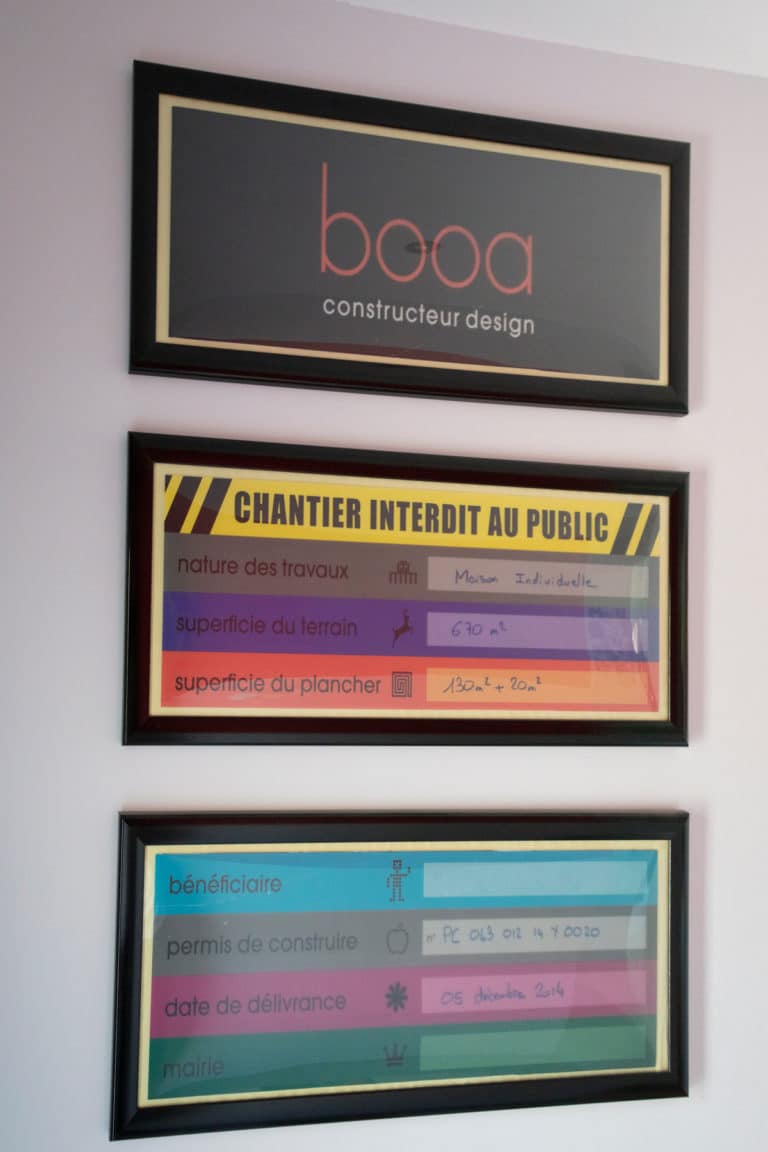 booa
constructeur design
CHANTIER INTERDIT AU PUBLIC
nature des travaux Maison Individuelle
superficie du terrain 670 m²
superficie du plancher 130m² + 20m²
bénéficiaire
permis de construire n° PC 063 012 14 Y 0020
date de délivrance 05 décembre 2014
mairie